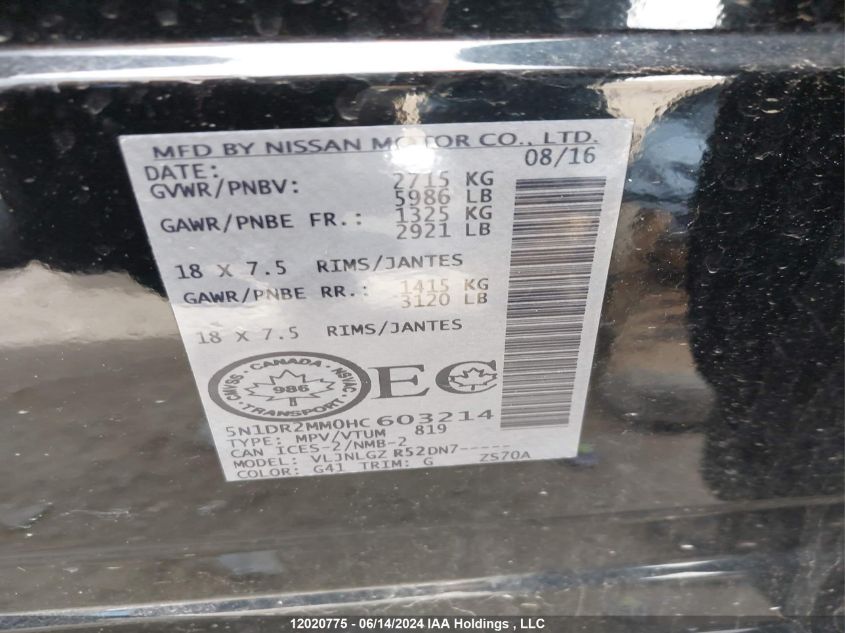 MFD BY NISSAN MOTOR CO., LTD.
DATE: 08/16
GVWR/PNBV: 2715 KG
5986 LB
GAWR/PNBE FR.: 1325 KG
2921 LB
18 X 7.5 RIMS/JANTES
GAWR/PNBE RR.: 1415 KG
3120 LB
18 X 7.5 RIMS/JANTES
CANADA
CMVSS 986 NSVAC
TRANSPORT
EC
5N1DR2MM0HC603214
TYPE: MPV/VTUM 819
CAN ICES-2/NMB-2
MODEL: VLJNLGZ R52DN7-----
COLOR: G41 TRIM: G ZS70A
12020775 - 06/14/2024 IAA Holdings , LLC